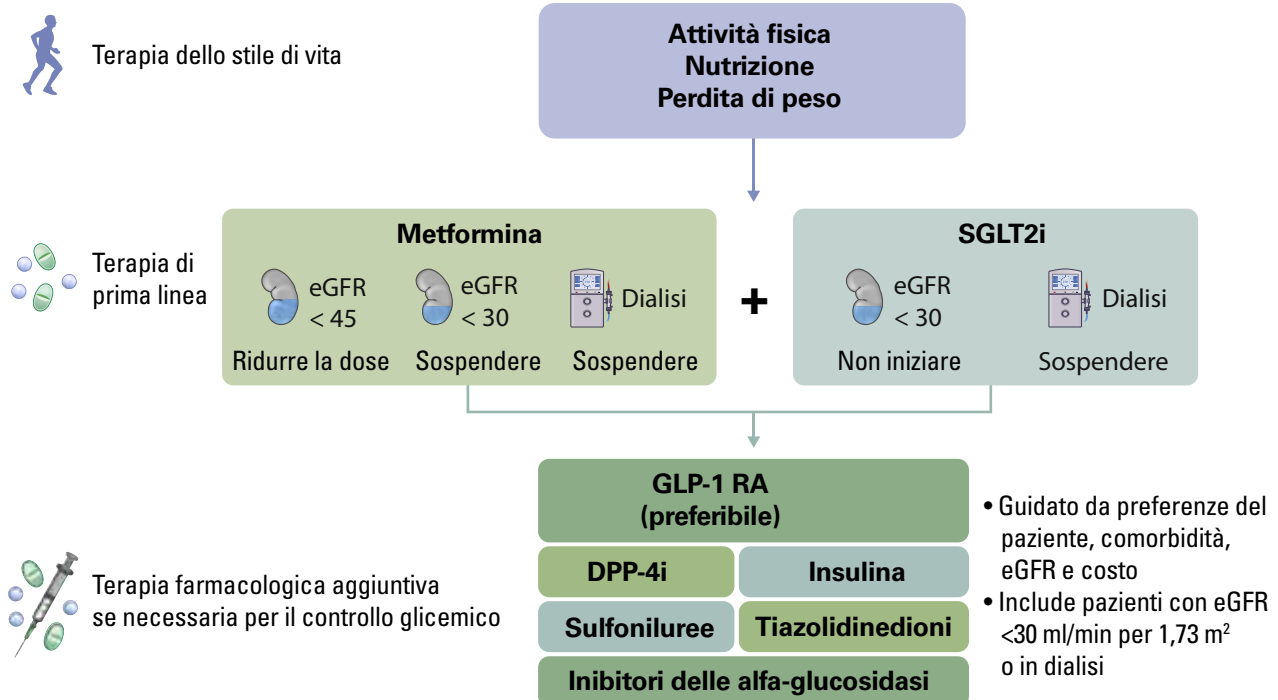 Terapia dello stile di vita
Attività fisica
Nutrizione
Perdita di peso
Terapia di
prima linea
Metformina
eGFR
< 45
Ridurre la dose
eGFR
< 30
Sospendere
Dialisi
Sospendere
+
SGLT2i
eGFR
< 30
Non iniziare
Dialisi
Sospendere
Terapia farmacologica aggiuntiva
se necessaria per il controllo glicemico
GLP-1 RA
(preferibile)
DPP-4i
Insulina
Sulfoniluree
Tiazolidinedioni
Inibitori delle alfa-glucosidasi
• Guidato da preferenze del
paziente, comorbidità,
eGFR e costo
• Include pazienti con eGFR
<30 ml/min per 1,73 m²
o in dialisi